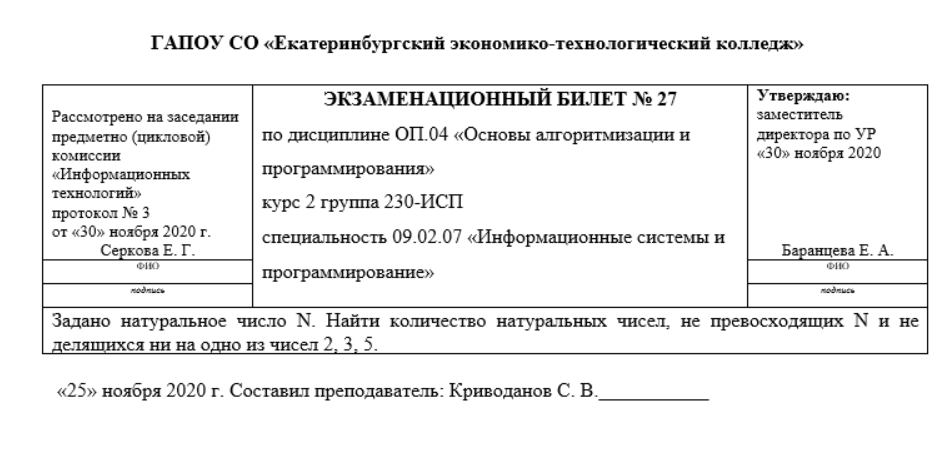 ГАПОУ СО «Екатеринбургский экономико-технологический колледж»
Рассмотрено на заседании
предметно (цикловой)
комиссии
«Информационных
технологий»
протокол № 3
от «30» ноября 2020 г.
Серкова Е. Г.
ФИО
подпись
ЭКЗАМЕНАЦИОННЫЙ БИЛЕТ № 27
по дисциплине ОП.04 «Основы алгоритмизации и
программирования»
курс 2 группа 230-ИСП
специальность 09.02.07 «Информационные системы и
программирование»
Утверждаю:
заместитель
директора по УР
«30» ноября 2020
Баранцева Е. А.
ФИО
подпись
Задано натуральное число N. Найти количество натуральных чисел, не превосходящих N и не
делящихся ни на одно из чисел 2, 3, 5.
«25» ноября 2020 г. Составил преподаватель: Криводанов С. В.___________